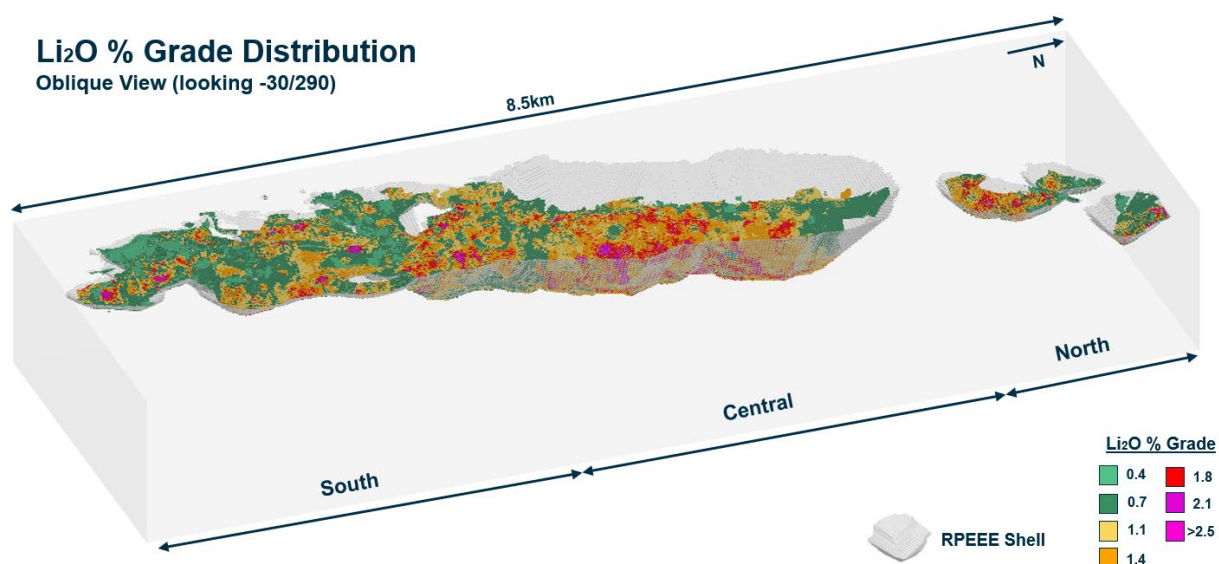 Li₂O % Grade Distribution
Oblique View (looking -30/290)
8.5km
N
South
Central
North
RPEEE Shell
Li₂O % Grade
0.4
0.7
1.1
1.4
1.8
2.1
>2.5